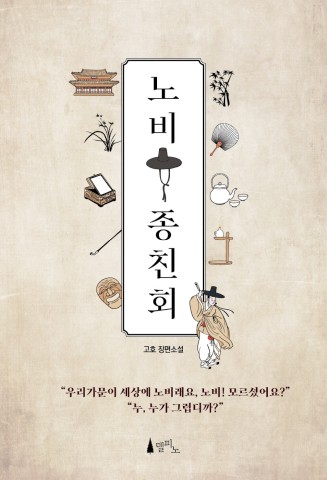 노비
종친회
고호 장편소설
“우리가문이 세상에 노비레요, 노비! 모르셨어요?”
“누, 누가 그럽디까?”
델피노